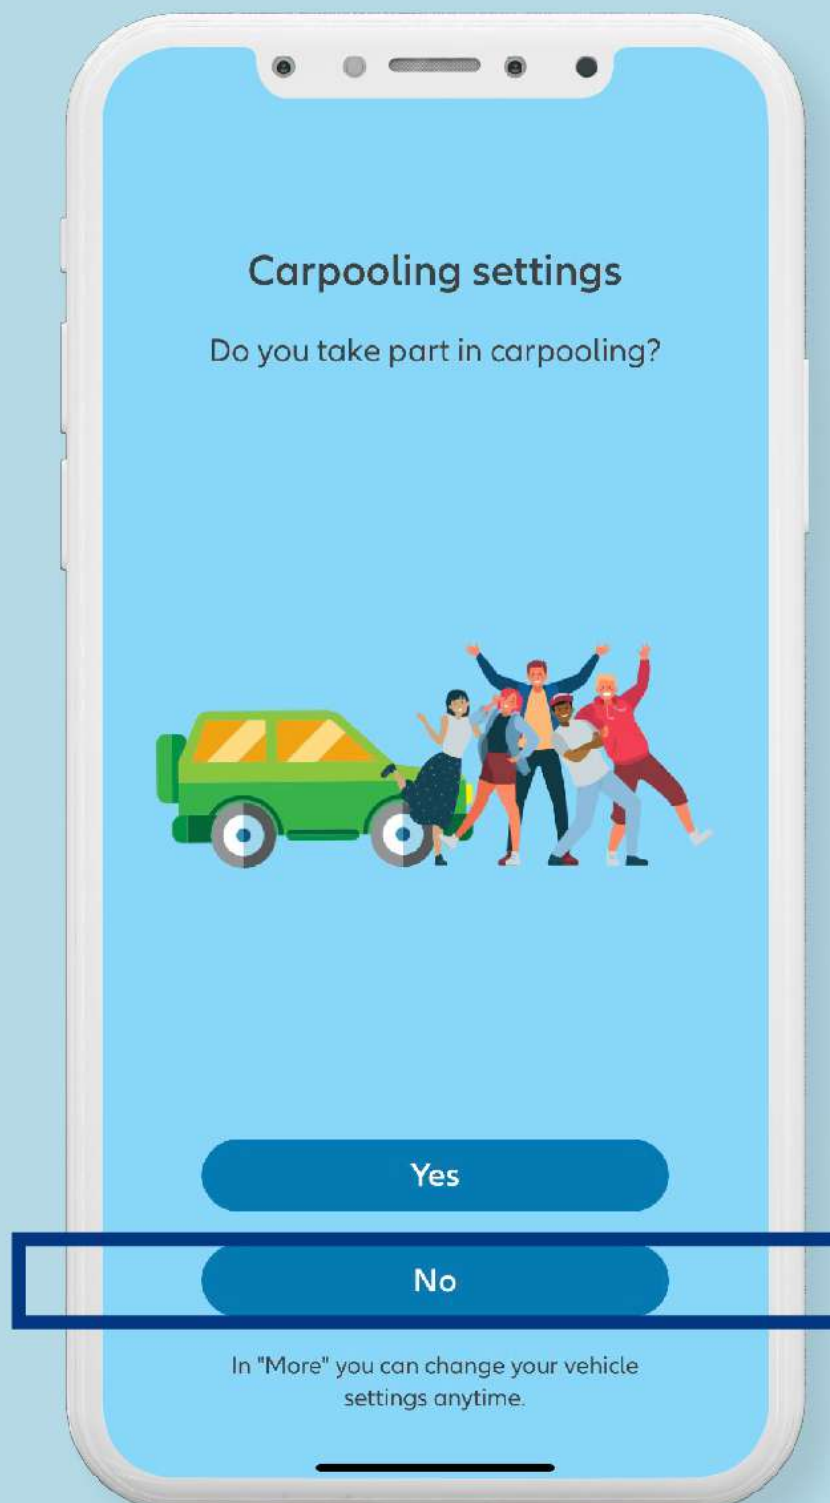 Carpooling settings
Do you take part in carpooling?
Yes
No
In "More" you can change your vehicle
settings anytime.